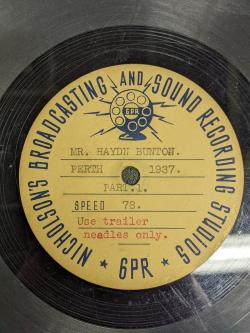 NICHOLSON'S BROADCASTING AND SOUND RECORDING STUDIOS
6PR
MR. HAYDN BUNTON.
PERTH 1937.
PART.1.
SPEED 78.
Use trailer
needles only.
★ 6PR ★